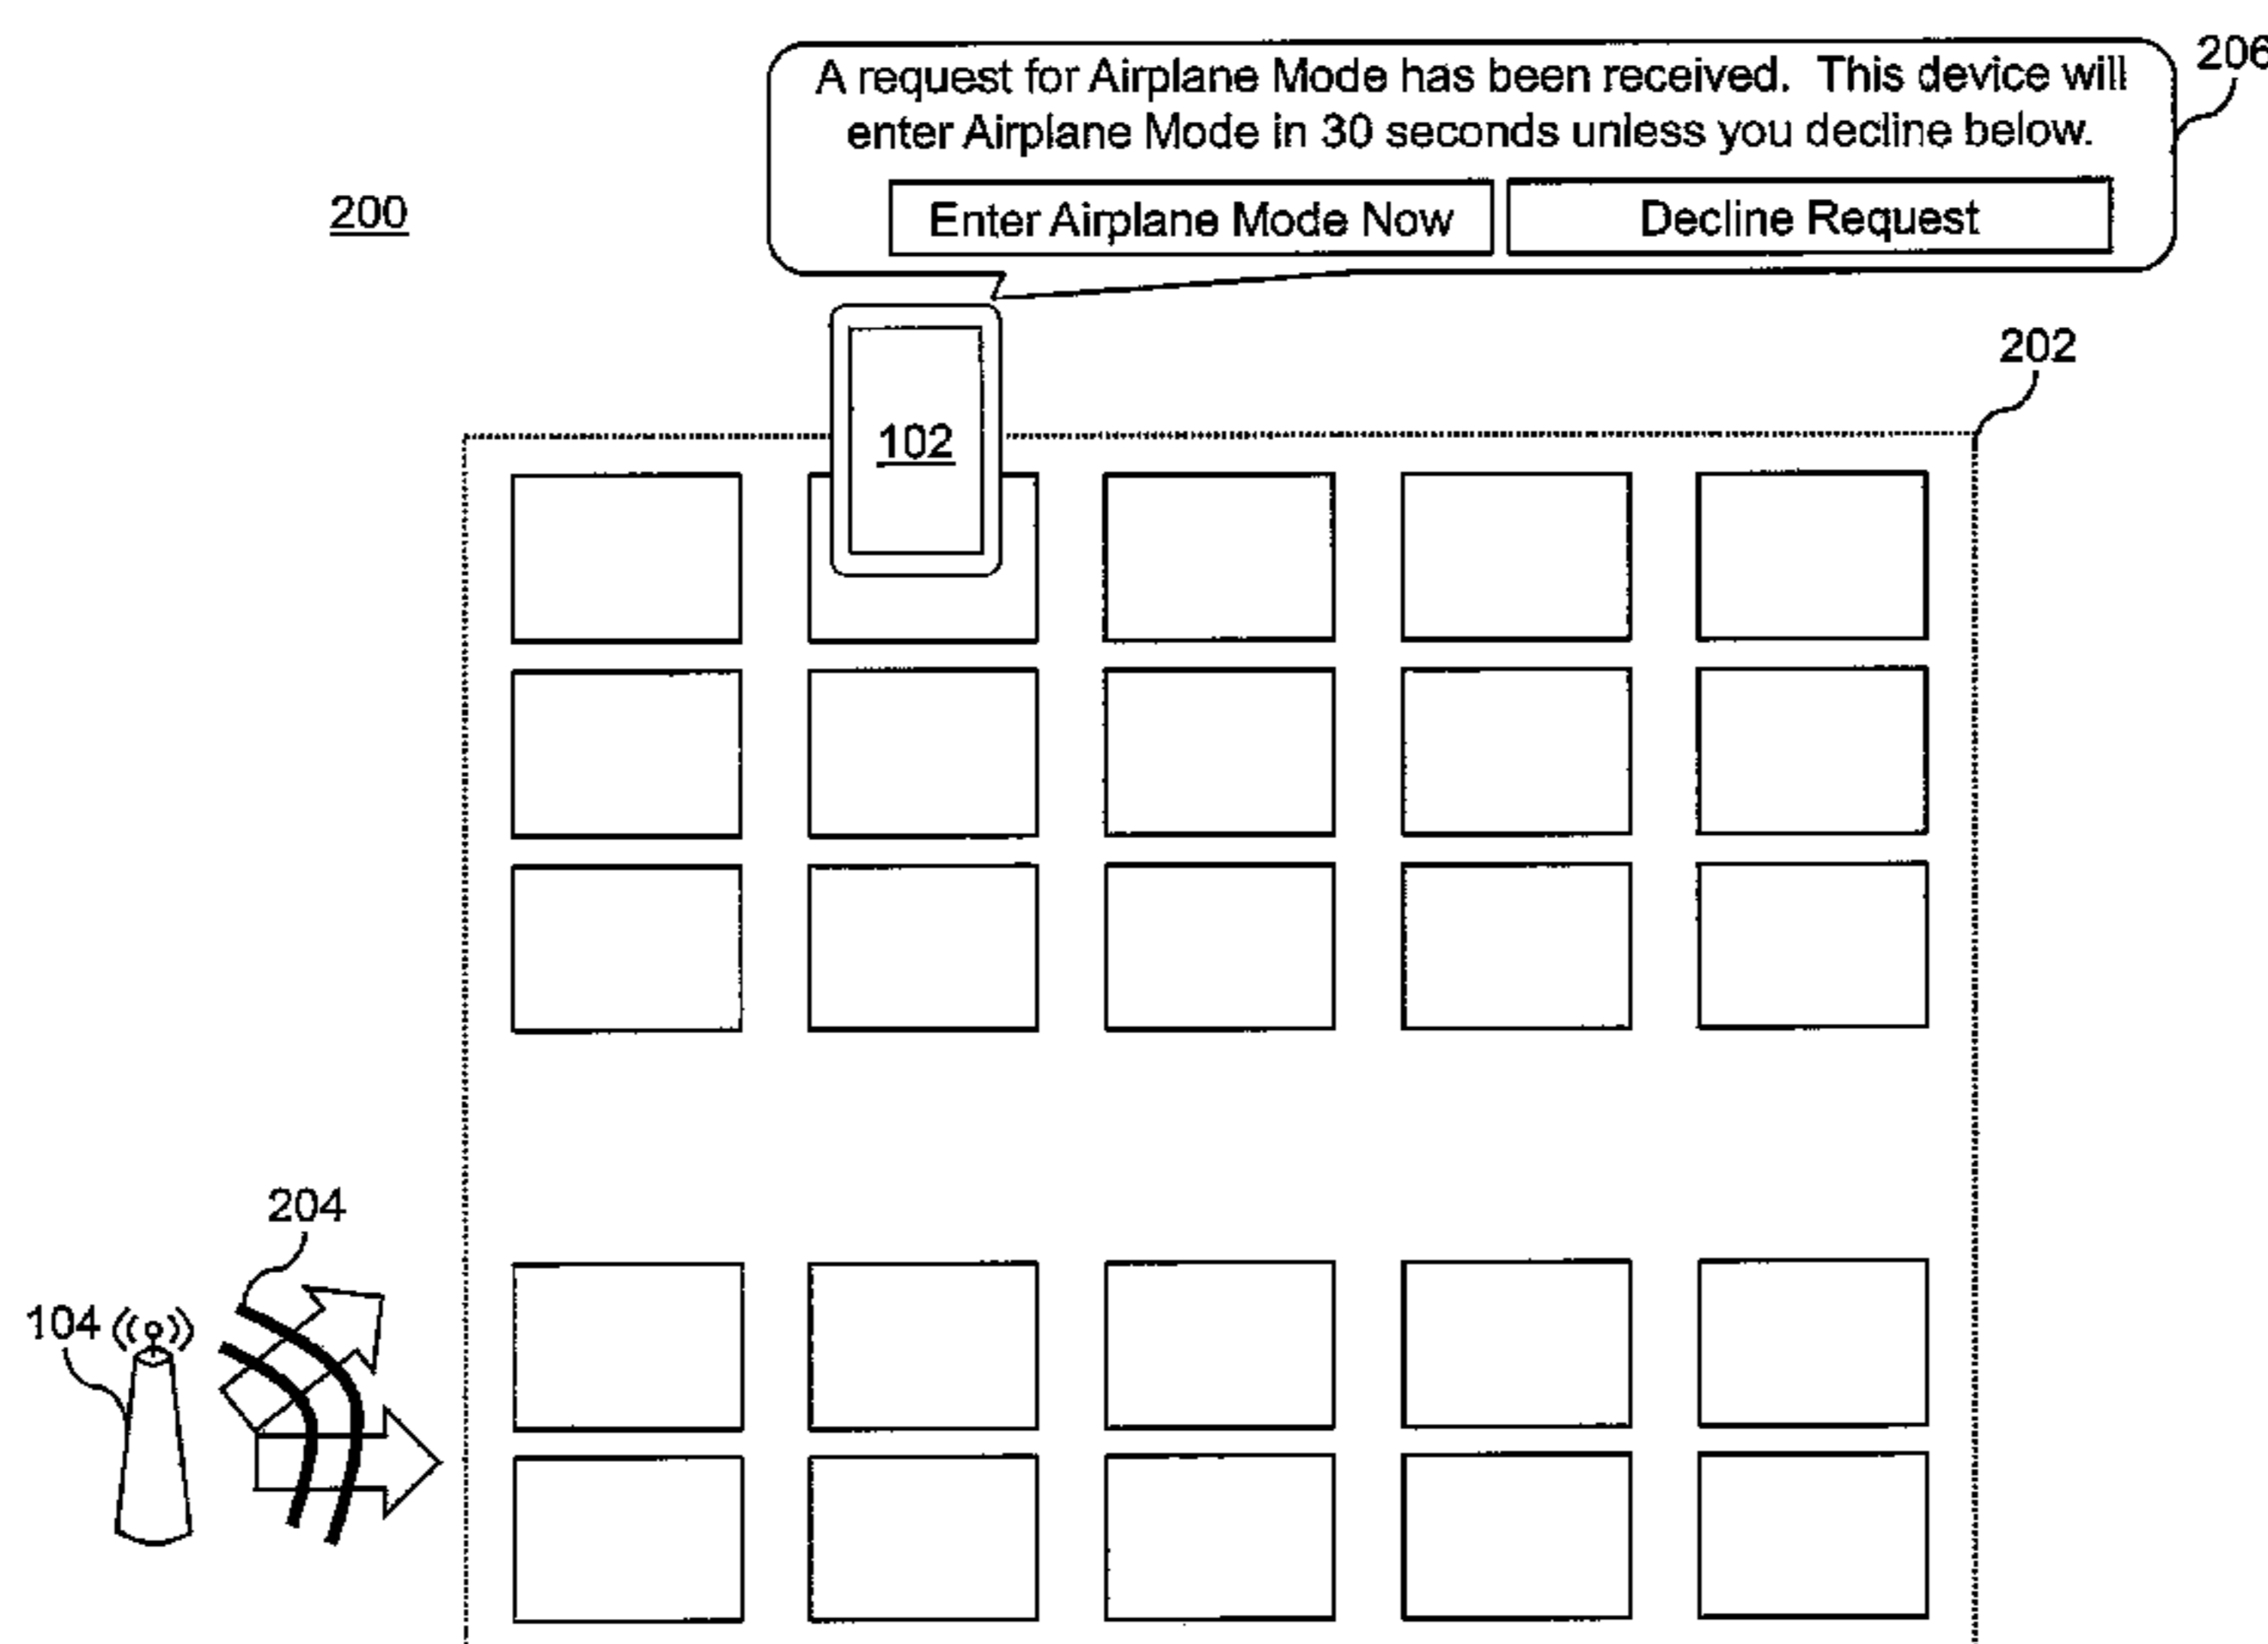 A request for Airplane Mode has been received. This device will
enter Airplane Mode in 30 seconds unless you decline below.
Enter Airplane Mode Now
Decline Request
206
200
202
102
204
104